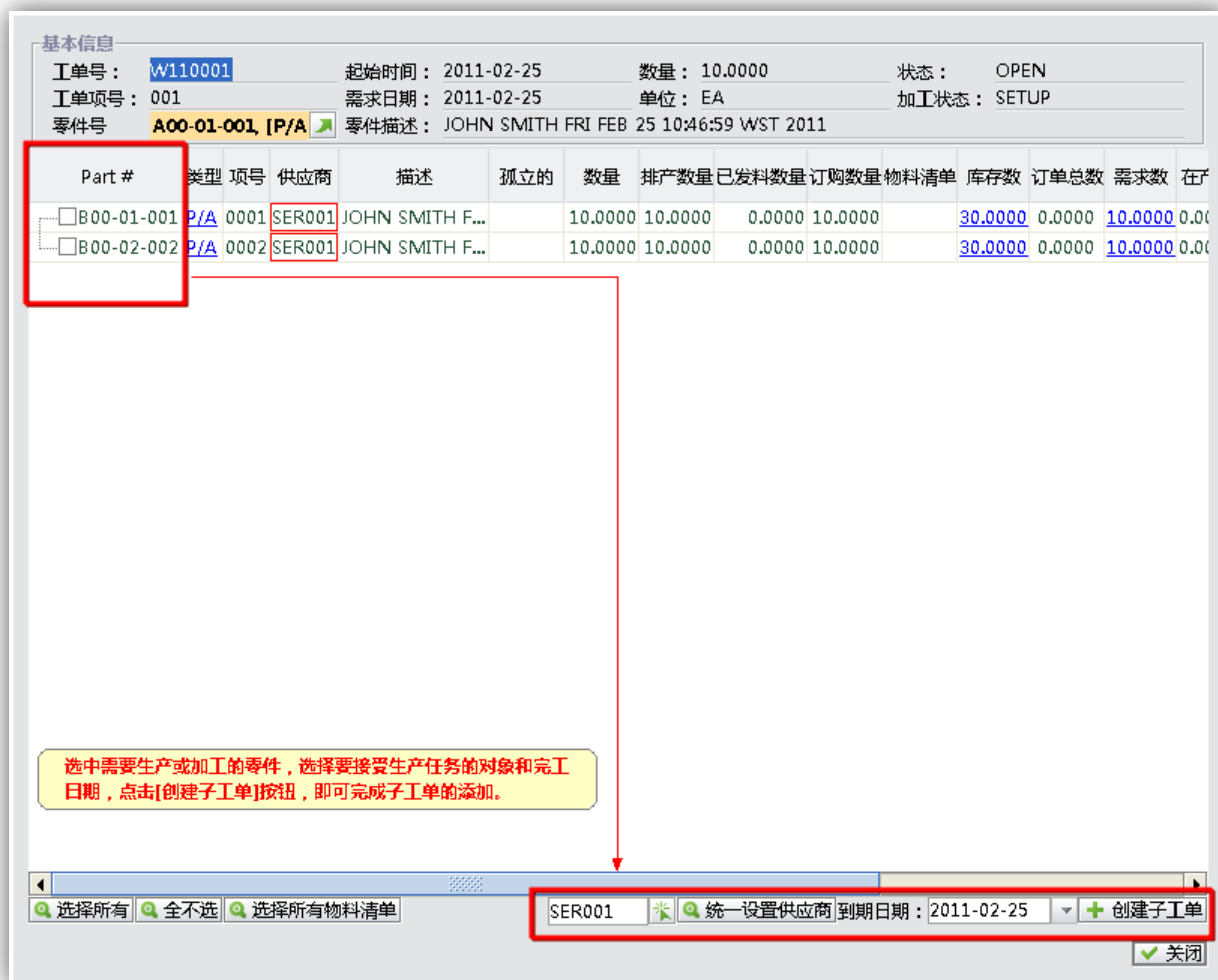 基本信息
工单号： W110001 起始时间： 2011-02-25 数量： 10.0000 状态： OPEN
工单项号： 001 需求日期： 2011-02-25 单位： EA 加工状态： SETUP
零件号 A00-01-001, [P/A 零件描述： JOHN SMITH FRI FEB 25 10:46:59 WST 2011
Part # 类型 项号 供应商 描述 孤立的 数量 排产数量 已发料数量 订购数量 物料清单 库存数 订单总数 需求数 在产
B00-01-001 P/A 0001 SER001 JOHN SMITH F... 10.0000 10.0000 0.0000 10.0000 30.0000 0.0000 10.0000 0.00
B00-02-002 P/A 0002 SER001 JOHN SMITH F... 10.0000 10.0000 0.0000 10.0000 30.0000 0.0000 10.0000 0.00
选中需要生产或加工的零件，选择要接受生产任务的对象和完工
日期，点击[创建子工单]按钮，即可完成子工单的添加。
选择所有 全不选 选择所有物料清单 SER001 统一设置供应商 到期日期： 2011-02-25 创建子工单
关闭